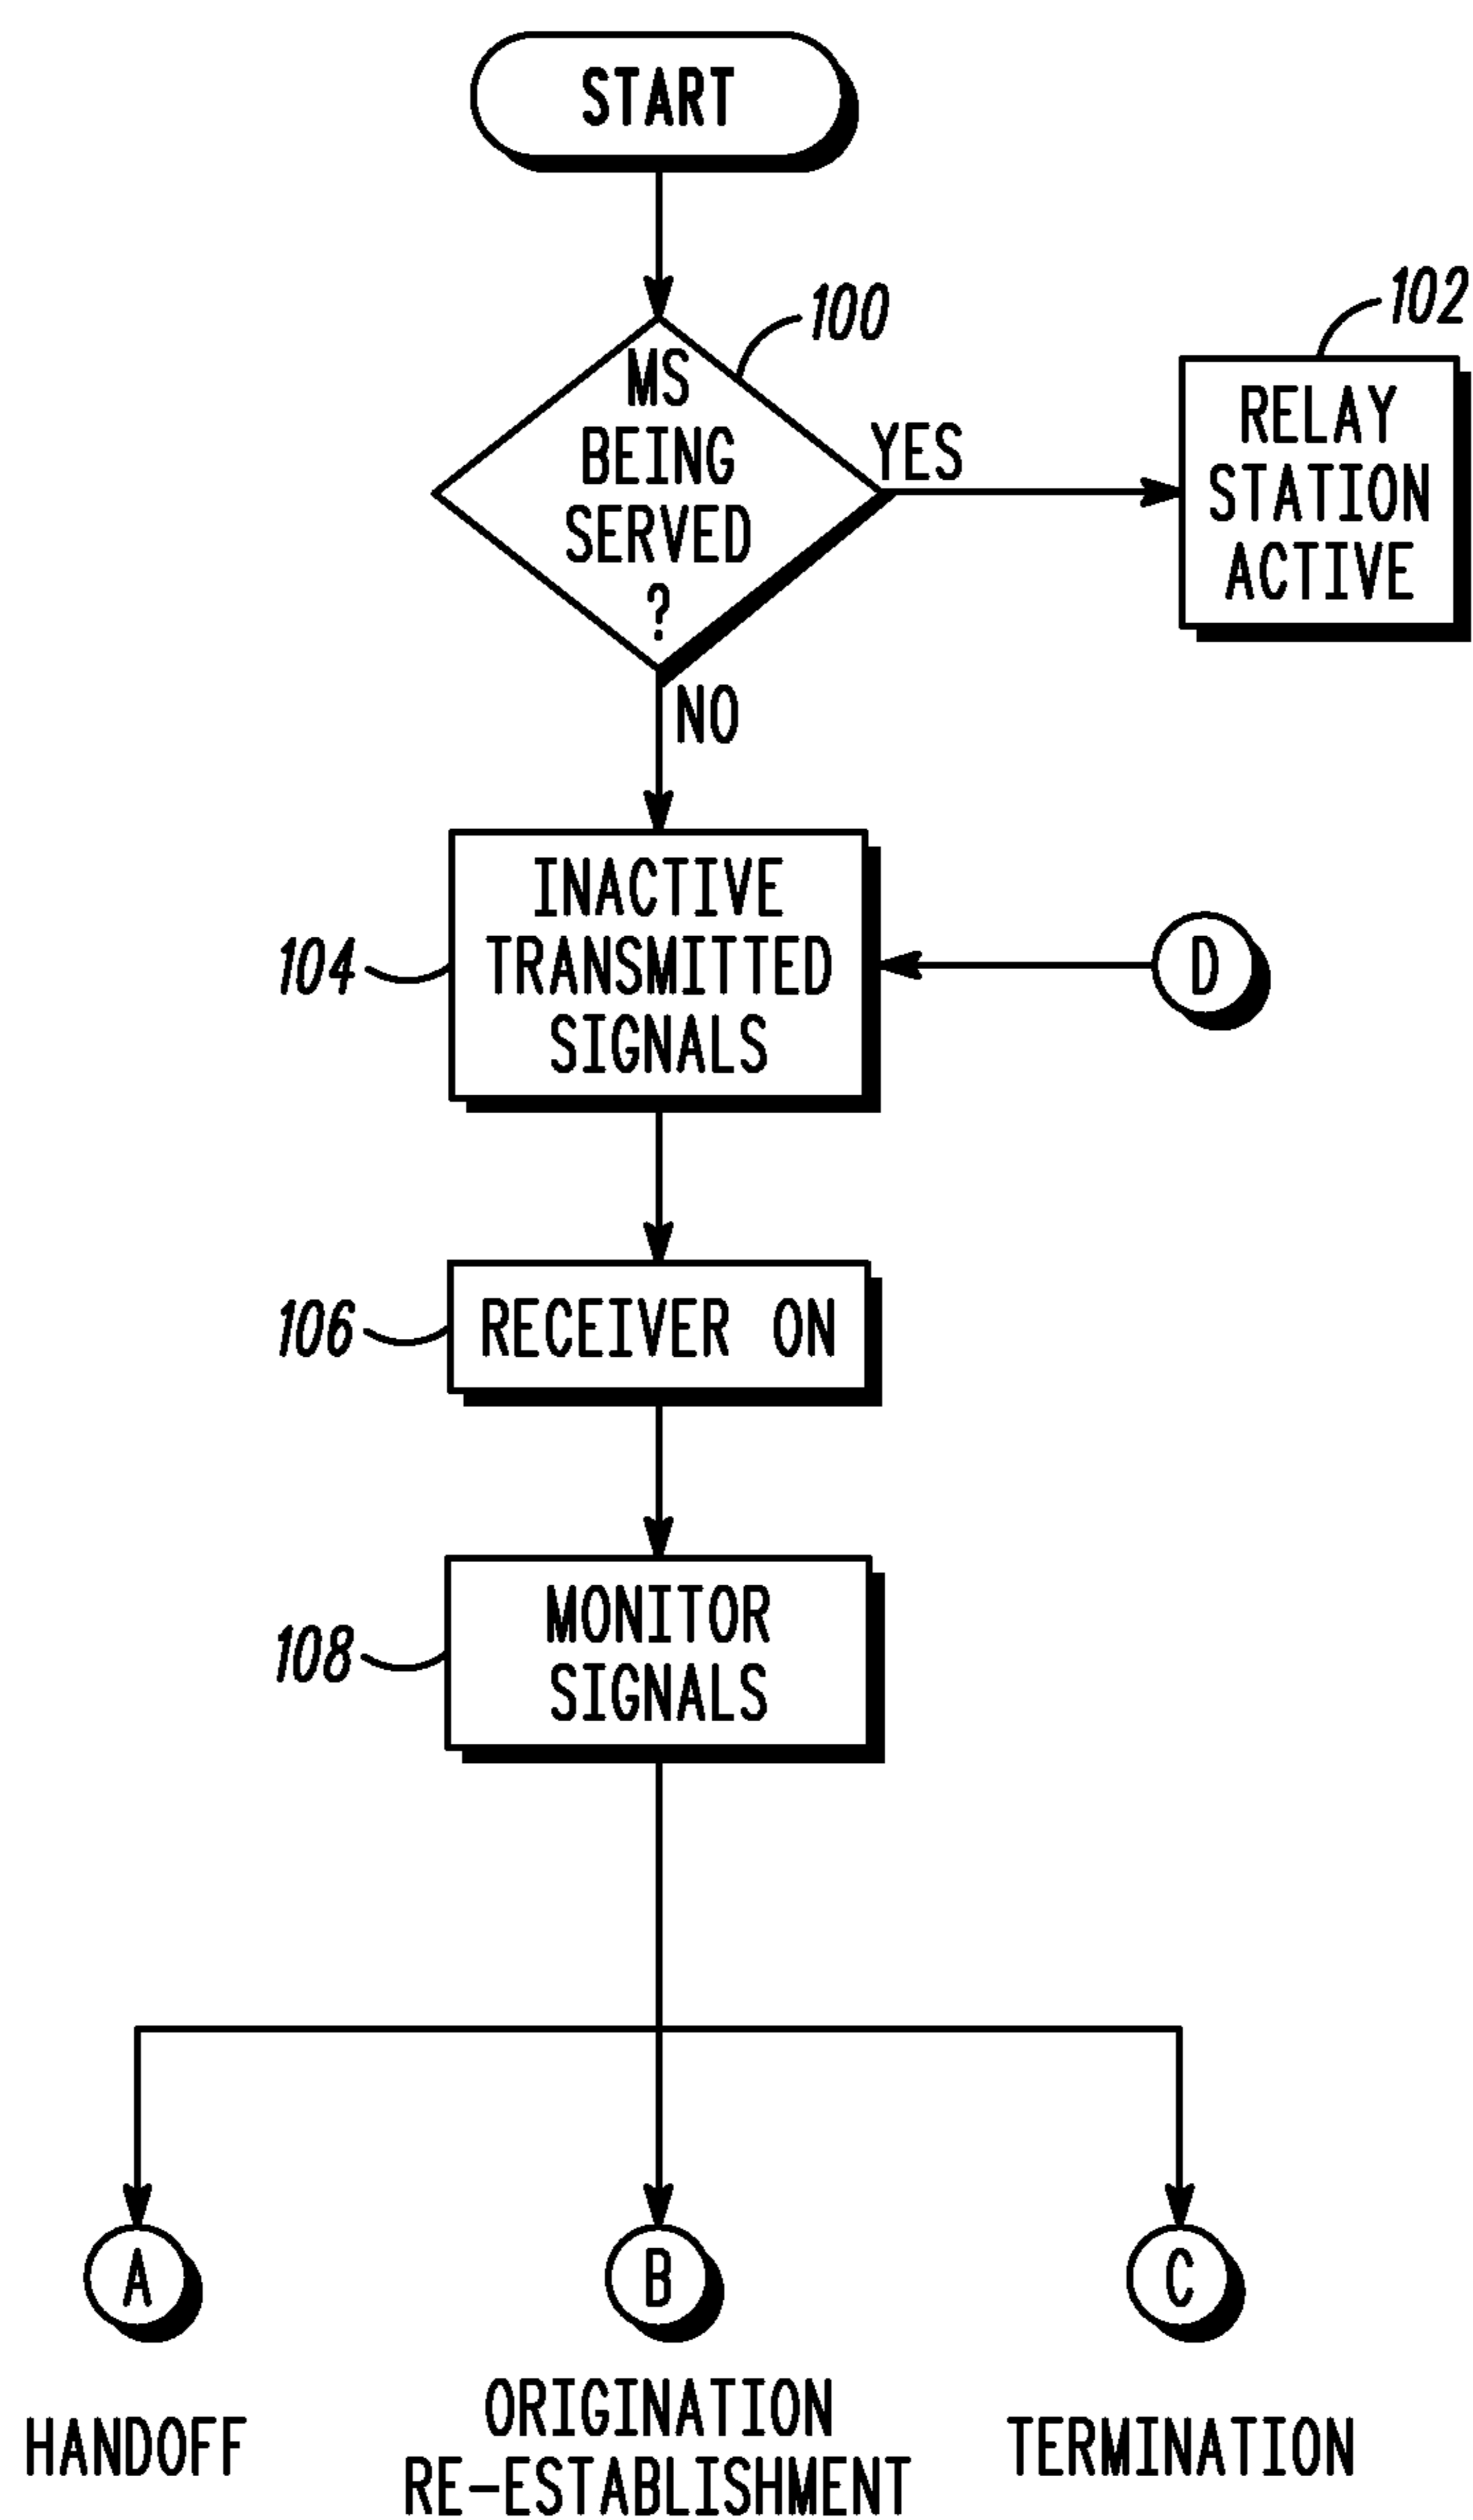 START
100
MS
BEING
SERVED
?
YES
102
RELAY
STATION
ACTIVE
NO
104
INACTIVE
TRANSMITTED
SIGNALS
D
106
RECEIVER ON
108
MONITOR
SIGNALS
A
B
C
HANDOFF
ORIGINATION
RE-ESTABLISHMENT
TERMINATION